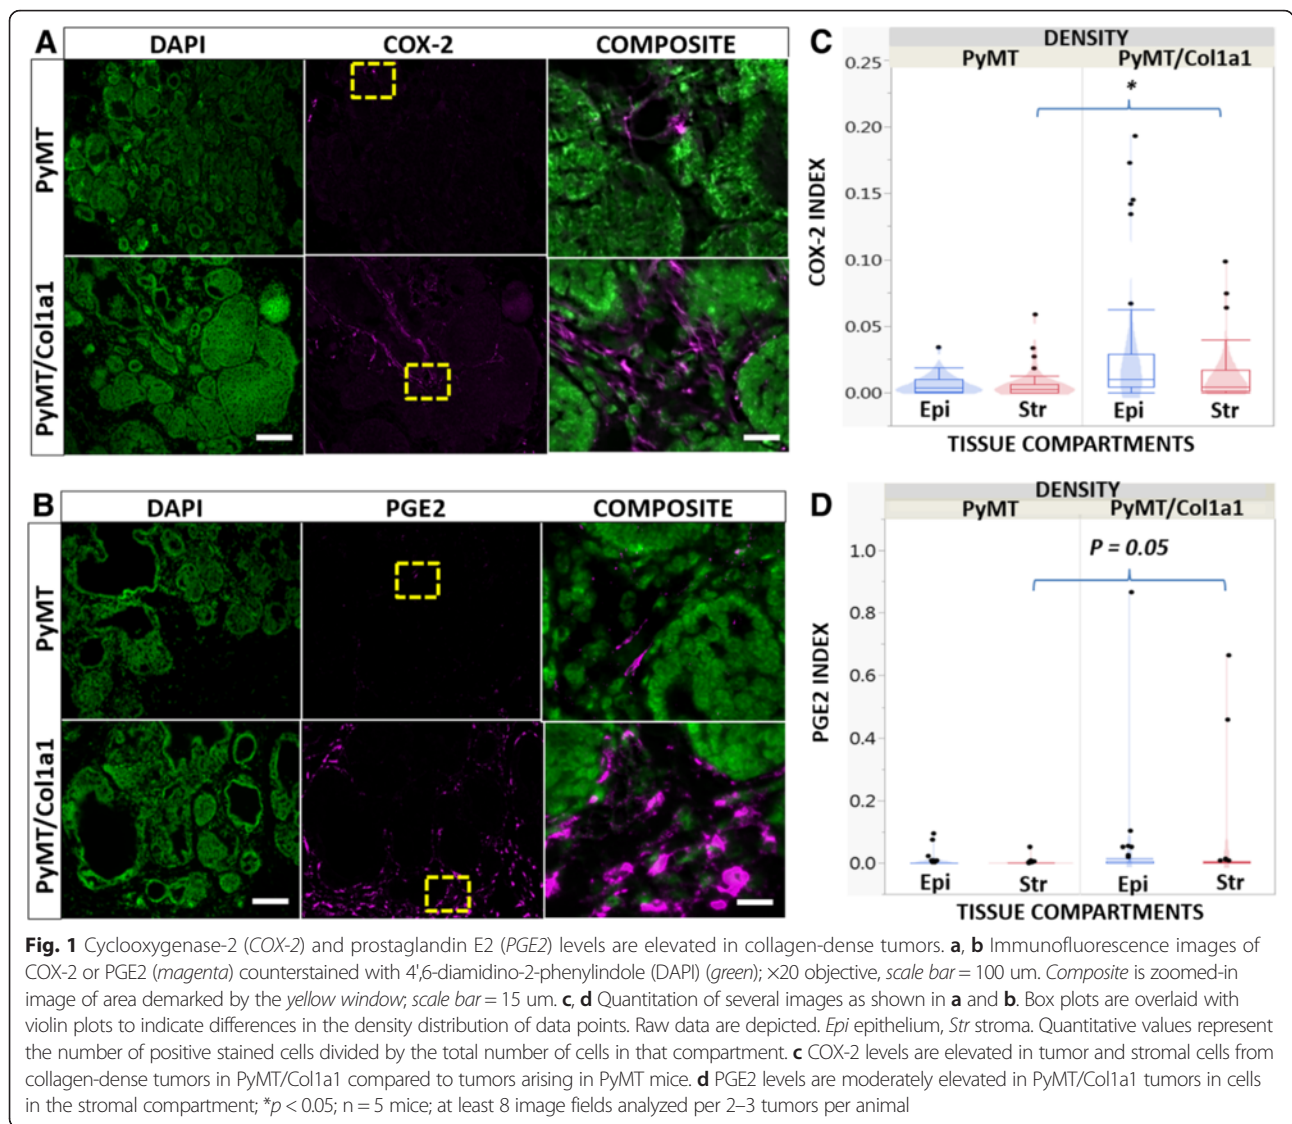 A
DAPI COX-2 COMPOSITE
PyMT
PyMT/Col1a1
B
DAPI PGE2 COMPOSITE
PyMT
PyMT/Col1a1
C
DENSITY
PyMT PyMT/Col1a1
COX-2 INDEX
0.25
*
0.20
0.15
0.10
0.05
0.00
Epi Str Epi Str
TISSUE COMPARTMENTS
D
DENSITY
PyMT PyMT/Col1a1
PGE2 INDEX
P = 0.05
1.0
0.8
0.6
0.4
0.2
0.0
Epi Str Epi Str
TISSUE COMPARTMENTS
Fig. 1 Cyclooxygenase-2 (COX-2) and prostaglandin E2 (PGE2) levels are elevated in collagen-dense tumors. a, b Immunofluorescence images of
COX-2 or PGE2 (magenta) counterstained with 4',6-diamidino-2-phenylindole (DAPI) (green); ×20 objective, scale bar = 100 um. Composite is zoomed-in
image of area demarked by the yellow window; scale bar = 15 um. c, d Quantitation of several images as shown in a and b. Box plots are overlaid with
violin plots to indicate differences in the density distribution of data points. Raw data are depicted. Epi epithelium, Str stroma. Quantitative values represent
the number of positive stained cells divided by the total number of cells in that compartment. c COX-2 levels are elevated in tumor and stromal cells from
collagen-dense tumors in PyMT/Col1a1 compared to tumors arising in PyMT mice. d PGE2 levels are moderately elevated in PyMT/Col1a1 tumors in cells
in the stromal compartment; *p < 0.05; n = 5 mice; at least 8 image fields analyzed per 2–3 tumors per animal